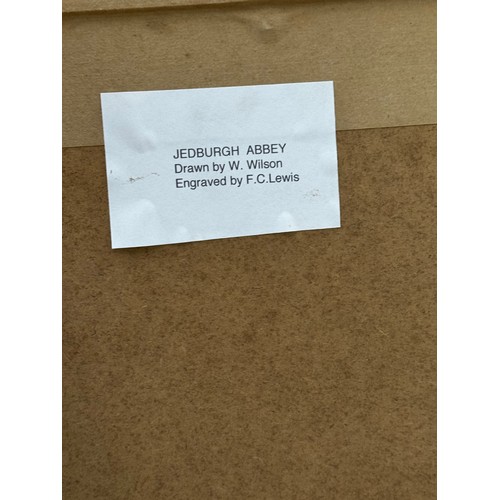 JEDBURGH ABBEY
Drawn by W. Wilson
Engraved by F.C.Lewis